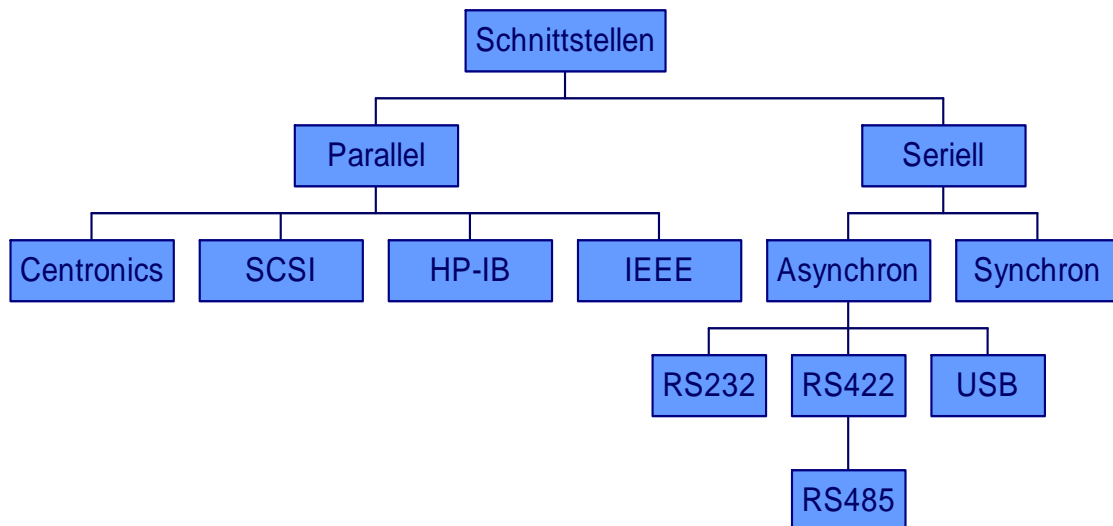 Schnittstellen
Parallel
Seriell
Centronics
SCSI
HP-IB
IEEE
Asynchron
Synchron
RS232
RS422
USB
RS485